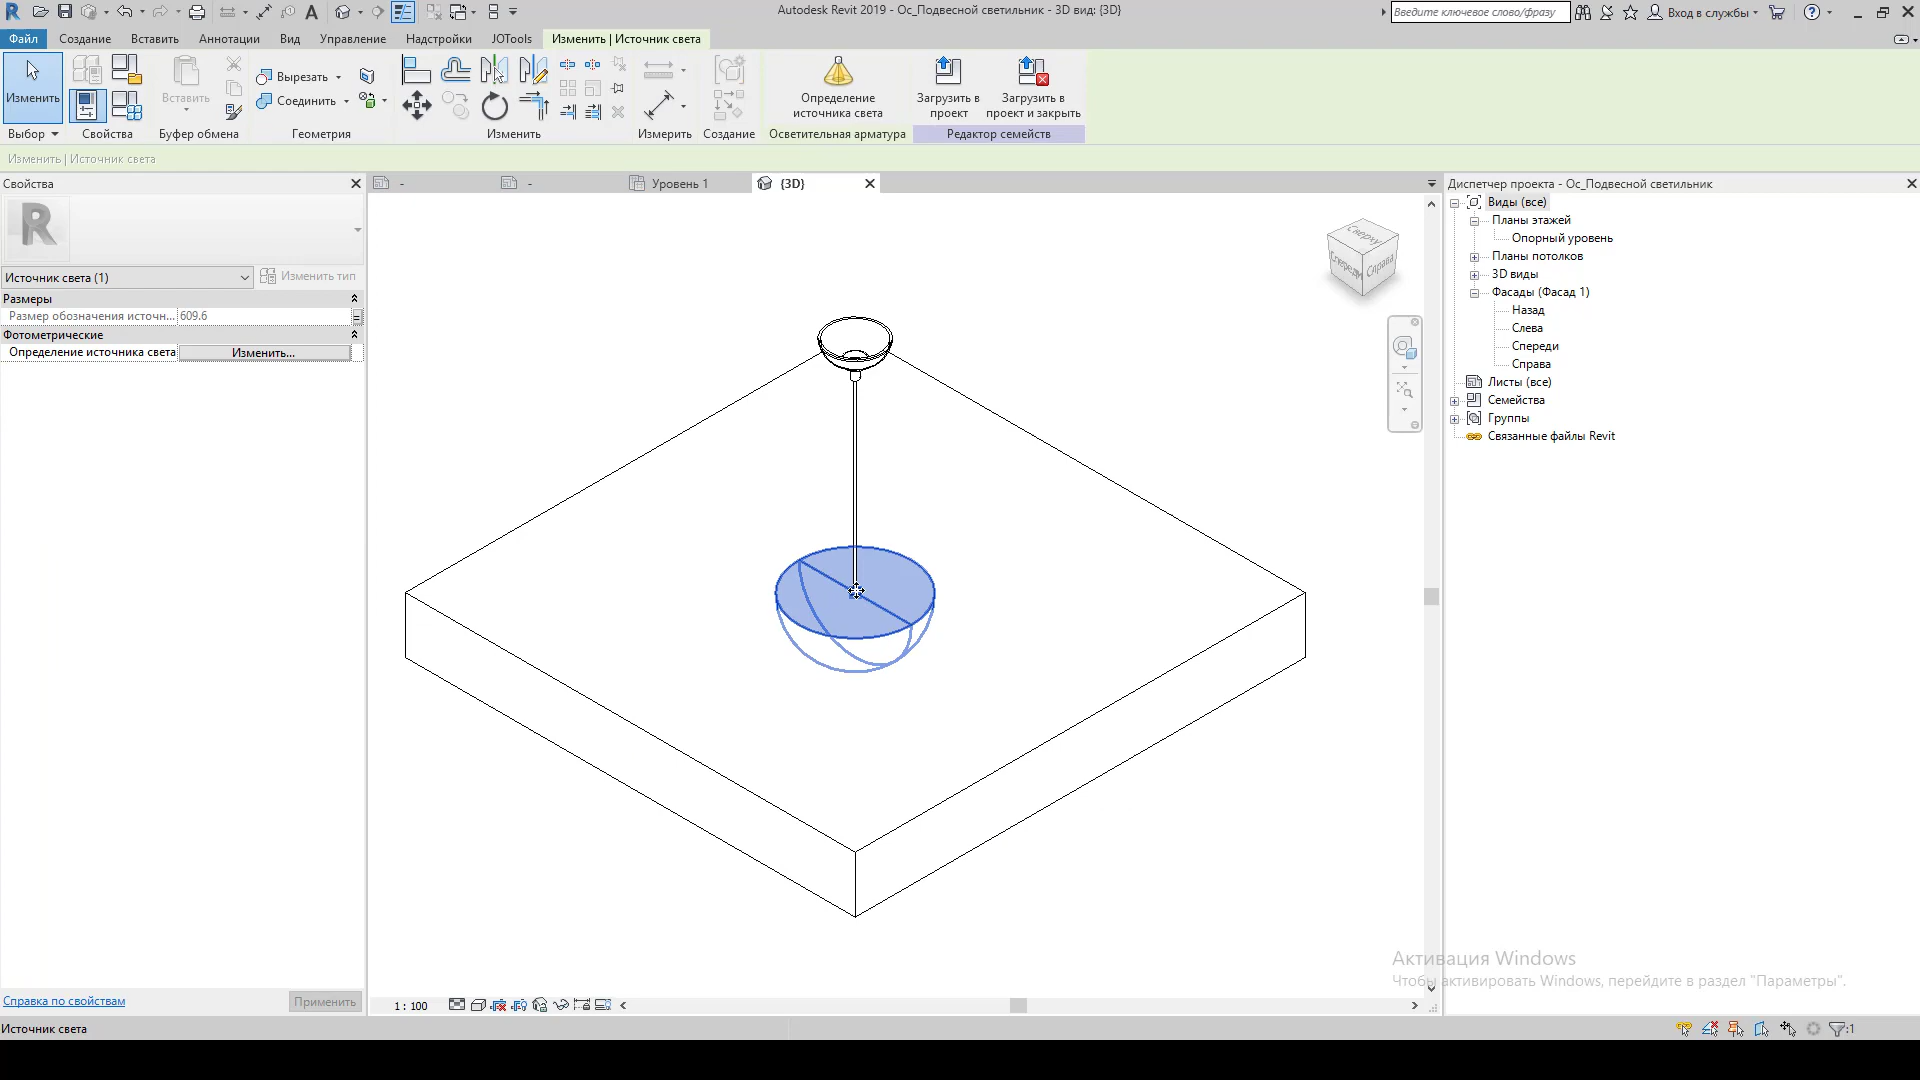 Autodesk Revit 2019 - Ос_Подвесной светильник - 3D вид: {3D}
Введите ключевое слово/фразу
Вход в службы
Файл
Создание
Вставить
Аннотации
Вид
Управление
Надстройки
JOTools
Изменить | Источник света
Изменить
Вставить
Вырезать
Соединить
Определение
источника света
Загрузить в
проект
Загрузить в
проект и закрыть
Выбор
Свойства
Буфер обмена
Геометрия
Изменить
Измерить
Создание
Осветительная арматура
Редактор семейств
Изменить | Источник света
Свойства
-
-
Уровень 1
{3D}
Диспетчер проекта - Ос_Подвесной светильник
R
Источник света (1)
Изменить тип
Размеры
Размер обозначения источн...
609.6
Фотометрические
Определение источника света
Изменить...
Сверху
Спереди
Справа
Виды (все)
Планы этажей
Опорный уровень
Планы потолков
3D виды
Фасады (Фасад 1)
Назад
Слева
Спереди
Справа
Листы (все)
Семейства
Группы
Связанные файлы Revit
Активация Windows
Чтобы активировать Windows, перейдите в раздел "Параметры".
Справка по свойствам
Применить
1 : 100
Источник света
:1